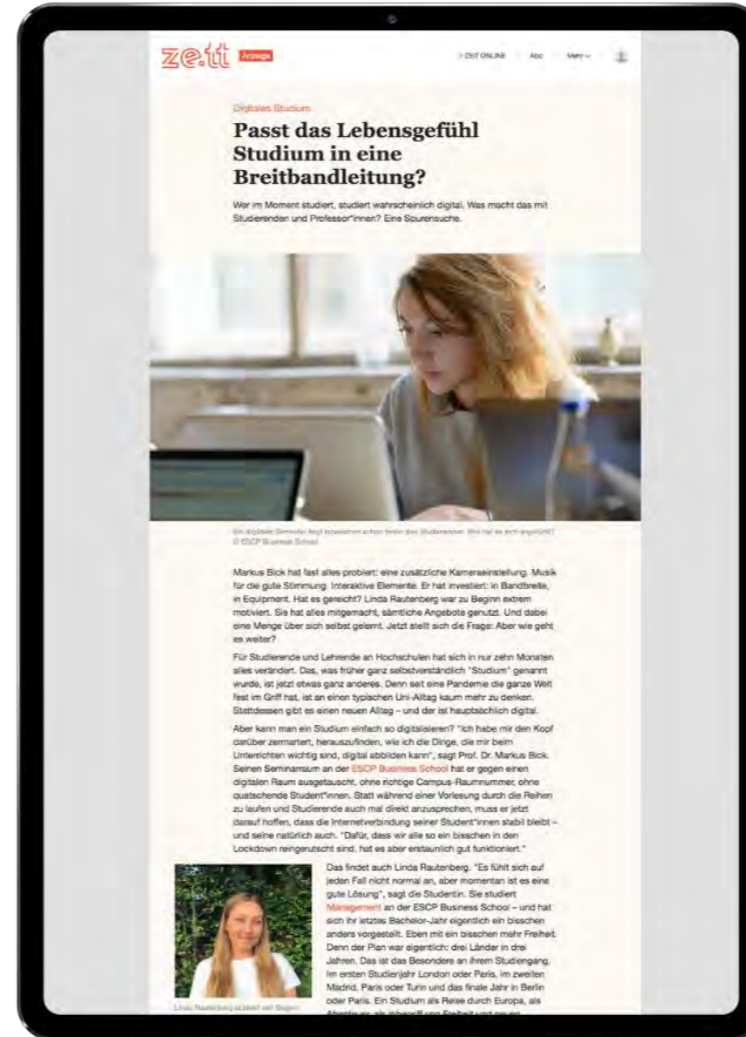 ze.tt Anzeige
> ZEIT ONLINE Abo Mehr
Digitales Studium
Passt das Lebensgefühl
Studium in eine
Breitbandleitung?
Wer im Moment studiert, studiert wahrscheinlich digital. Was macht das mit
Studierenden und Professor*innen? Eine Spurensuche.
Ein digitales Semester liegt inzwischen schon hinter den Studierenden. Wie hat es sich angefühlt?
© ESCP Business School
Markus Bick hat fast alles probiert: eine zusätzliche Kameraeinstellung. Musik
für die gute Stimmung. Interaktive Elemente. Er hat investiert: in Bandbreite,
in Equipment. Hat es gereicht? Linda Rautenberg war zu Beginn extrem
motiviert. Sie hat alles mitgemacht, sämtliche Angebote genutzt. Und dabei
eine Menge über sich selbst gelernt. Jetzt stellt sich die Frage: Aber wie geht
es weiter?
Für Studierende und Lehrende an Hochschulen hat sich in nur zehn Monaten
alles verändert. Das, was früher ganz selbstverständlich "Studium" genannt
wurde, ist jetzt etwas ganz anderes. Denn seit eine Pandemie die ganze Welt
fest im Griff hat, ist an einen typischen Uni-Alltag kaum mehr zu denken.
Stattdessen gibt es einen neuen Alltag – und der ist hauptsächlich digital.
Aber kann man ein Studium einfach so digitalisieren? "Ich habe mir den Kopf
darüber zermartert, herauszufinden, wie ich die Dinge, die mir beim
Unterrichten wichtig sind, digital abbilden kann", sagt Prof. Dr. Markus Bick.
Seinen Seminarraum an der ESCP Business School hat er gegen einen
digitalen Raum ausgetauscht, ohne richtige Campus-Raumnummer, ohne
quatschende Student*innen. Statt während einer Vorlesung durch die Reihen
zu laufen und Studierende auch mal direkt anzusprechen, muss er jetzt
darauf hoffen, dass die Internetverbindung seiner Student*innen stabil bleibt –
und seine natürlich auch. "Dafür, dass wir alle so ein bisschen in den
Lockdown reingerutscht sind, hat es aber erstaunlich gut funktioniert."
Das findet auch Linda Rautenberg. "Es fühlt sich auf
jeden Fall nicht normal an, aber momentan ist es eine
gute Lösung", sagt die Studentin. Sie studiert
Management an der ESCP Business School – und hat
sich ihr letztes Bachelor-Jahr eigentlich ein bisschen
anders vorgestellt. Eben mit ein bisschen mehr Freiheit.
Denn der Plan war eigentlich: drei Länder in drei
Jahren. Das ist das Besondere an ihrem Studiengang.
Im ersten Studienjahr London oder Paris, im zweiten
Madrid, Paris oder Turin und das finale Jahr in Berlin
oder Paris. Ein Studium als Reise durch Europa, als
Linda Rautenberg